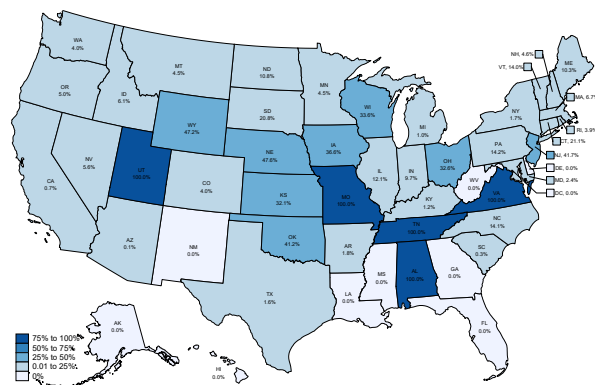 WA
4.0%
OR
5.0%
CA
0.7%
NV
5.6%
ID
6.1%
MT
4.5%
WY
47.2%
UT
100.0%
AZ
0.1%
CO
4.0%
NM
0.0%
ND
10.8%
SD
20.8%
NE
47.6%
KS
32.1%
OK
41.2%
TX
1.6%
MN
4.5%
IA
36.6%
MO
100.0%
AR
1.8%
LA
0.0%
WI
33.6%
IL
12.1%
MI
1.0%
IN
9.7%
OH
32.6%
KY
1.2%
TN
100.0%
MS
0.0%
AL
100.0%
GA
0.0%
FL
0.0%
SC
0.3%
NC
14.1%
VA
100.0%
WV
0.0%
PA
14.2%
NY
1.7%
ME
10.3%
NH, 4.6%
VT, 14.0%
MA, 6.7%
RI, 3.9%
CT, 21.1%
NJ, 41.7%
DE, 0.0%
MD, 2.4%
DC, 0.0%
AK
0.0%
HI
0.0%
75% to 100%
50% to 75%
25% to 50%
0.01 to 25%
0%